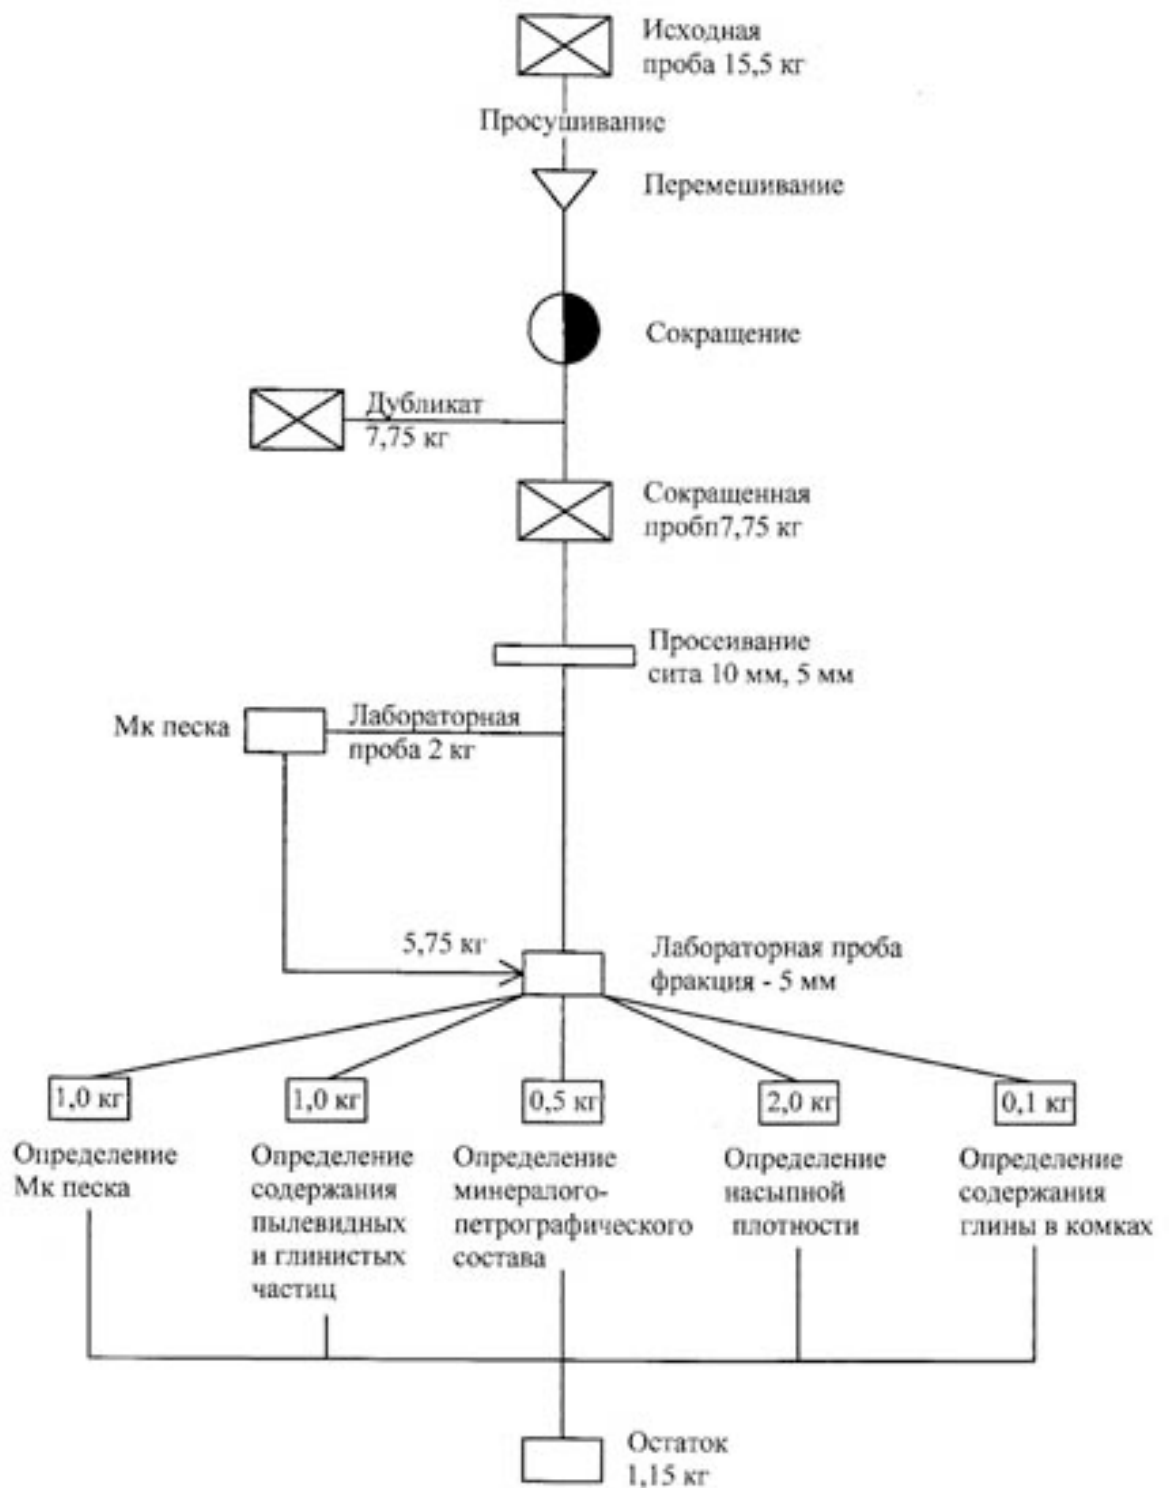 Исходная
проба 15,5 кг
Просушивание
Перемешивание
Сокращение
Дубликат
7,75 кг
Сокращенная
пробп7,75 кг
Просеивание
сита 10 мм, 5 мм
Мк песка
Лабораторная
проба 2 кг
5,75 кг
Лабораторная проба
фракция - 5 мм
1,0 кг
1,0 кг
0,5 кг
2,0 кг
0,1 кг
Определение
Мк песка
Определение
содержания
пылевидных
и глинистых
частиц
Определение
минералого-
петрографического
состава
Определение
насыпной
плотности
Определение
содержания
глины в комках
Остаток
1,15 кг